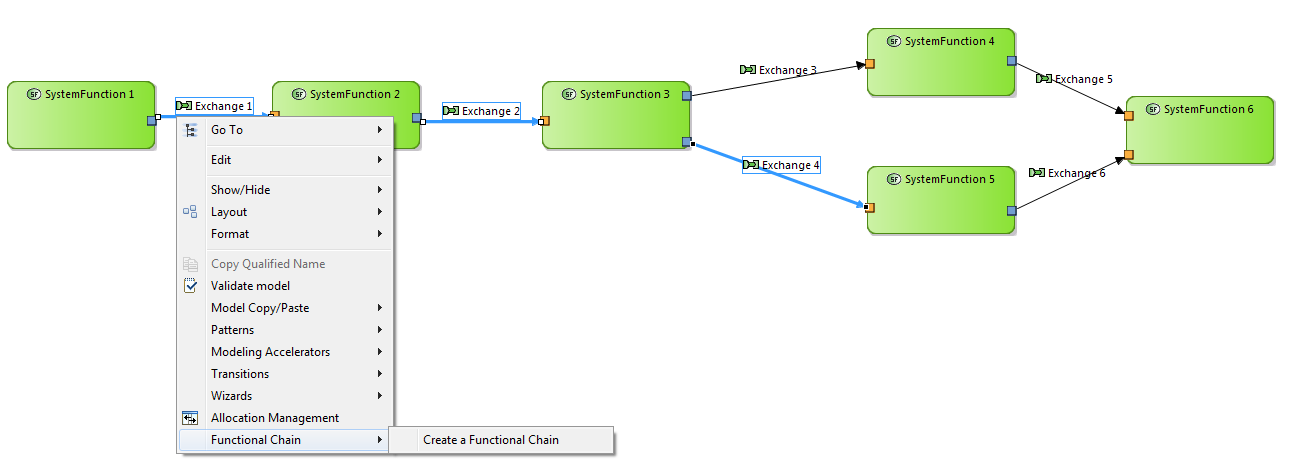 SF SystemFunction 4
Exchange 3
Exchange 5
SF SystemFunction 1
SF SystemFunction 2
SF SystemFunction 3
SF SystemFunction 6
Exchange 1
Exchange 2
Exchange 4
Exchange 6
SF SystemFunction 5
Go To
Edit
Show/Hide
Layout
Format
Copy Qualified Name
Validate model
Model Copy/Paste
Patterns
Modeling Accelerators
Transitions
Wizards
Allocation Management
Functional Chain
Create a Functional Chain